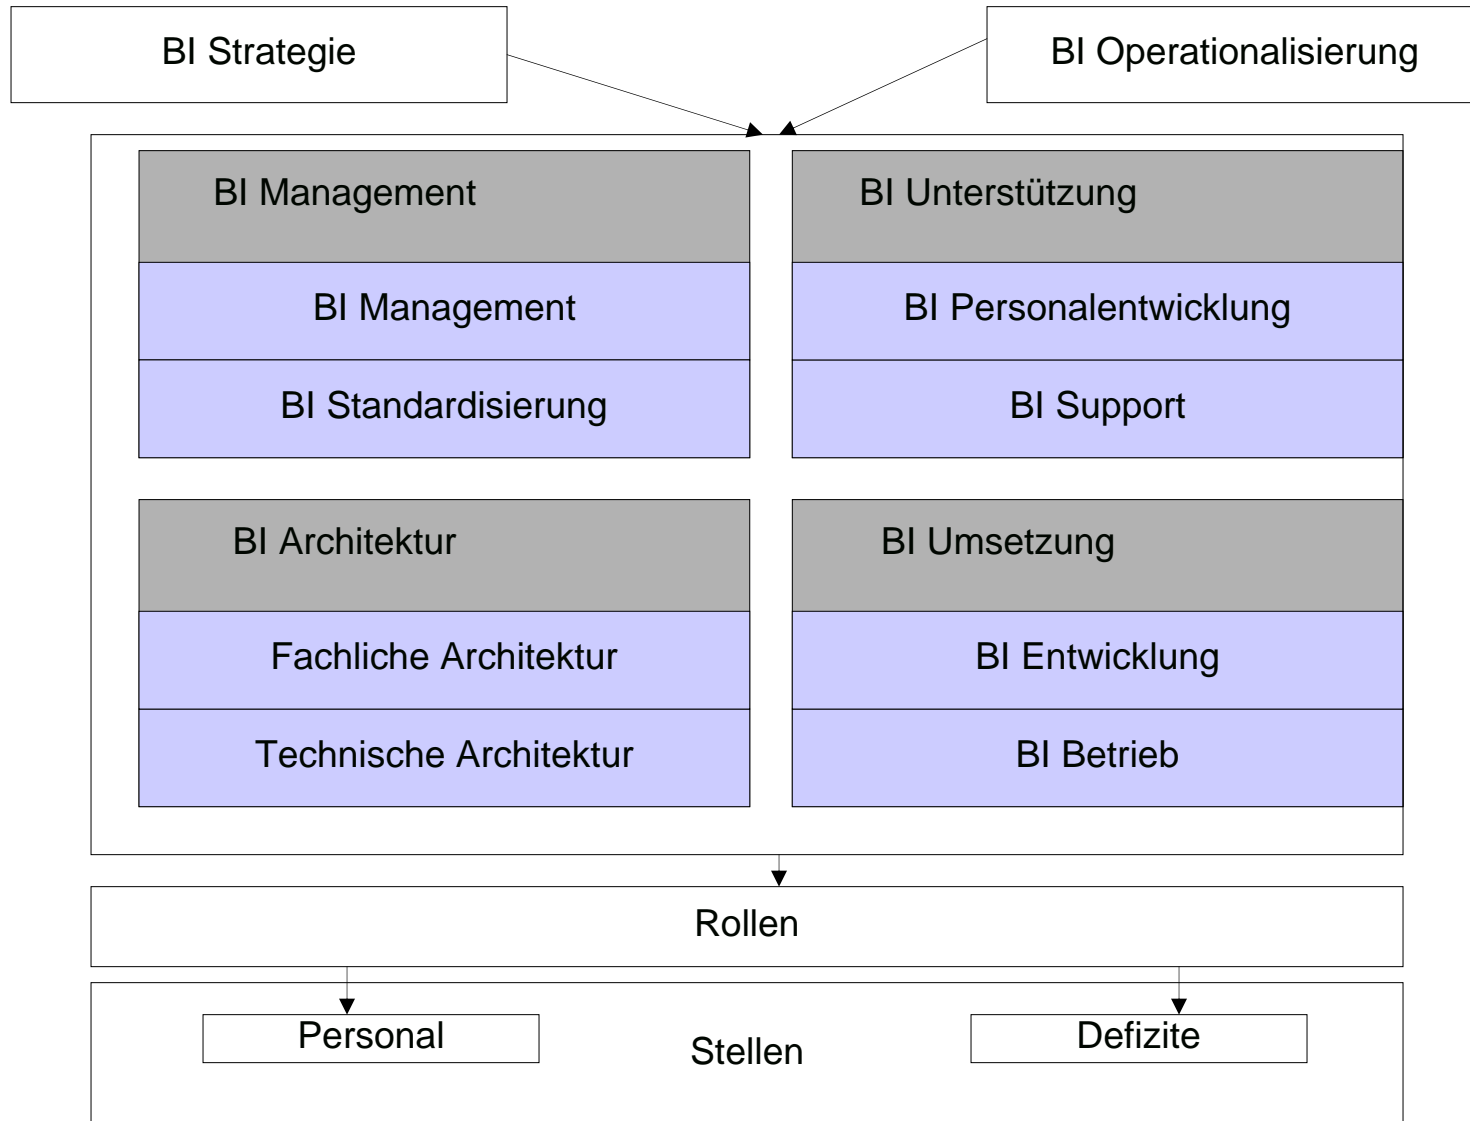 BI Strategie
BI Operationalisierung
BI Management
BI Management
BI Standardisierung
BI Unterstützung
BI Personalentwicklung
BI Support
BI Architektur
Fachliche Architektur
Technische Architektur
BI Umsetzung
BI Entwicklung
BI Betrieb
Rollen
Personal
Stellen
Defizite